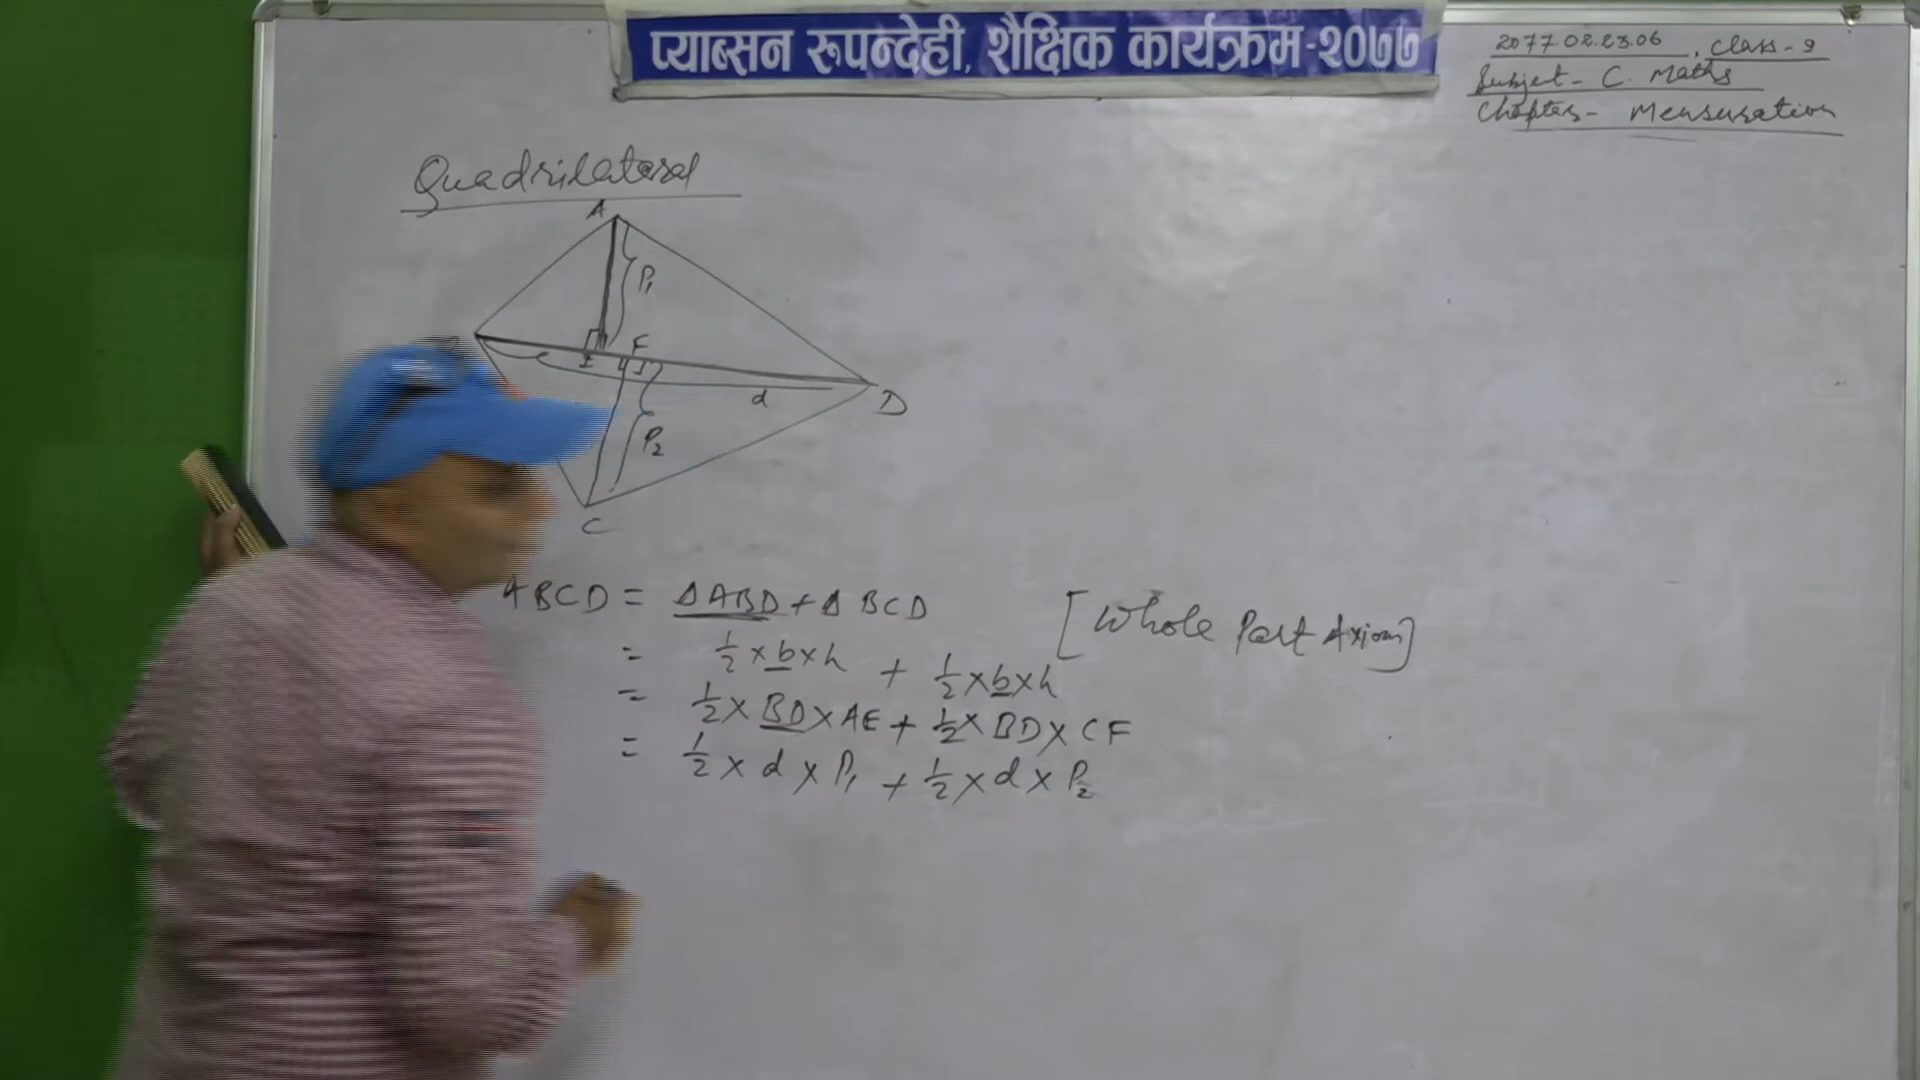 प्याब्सन रूपन्देही, शैक्षिक कार्यक्रम-२०७७
2077.02.23.06, Class-9
Subject- C. Maths
Chapter- Mensuration
Quadrilateral
A
P₁
F
E
d
D
P₂
C
ABCD = ΔABD + Δ BCD [Whole Part Axiom]
= ½ × b × h + ½ × b × h
= ½ × BD × AE + ½ × BD × CF
= ½ × d × P₁ + ½ × d × P₂